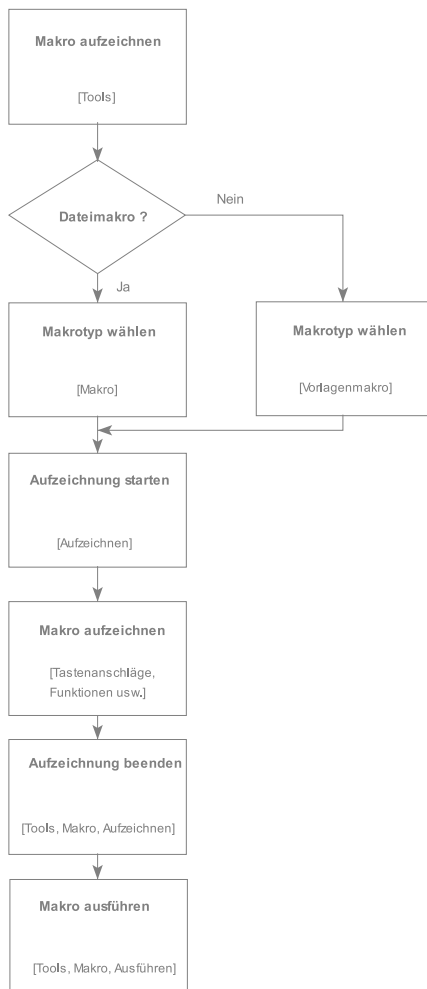 Makro aufzeichnen
[Tools]
Dateimakro ?
Nein
Ja
Makrotyp wählen
[Makro]
Makrotyp wählen
[Vorlagenmakro]
Aufzeichnung starten
[Aufzeichnen]
Makro aufzeichnen
[Tastenanschläge,
Funktionen usw.]
Aufzeichnung beenden
[Tools, Makro, Aufzeichnen]
Makro ausführen
[Tools, Makro, Ausführen]